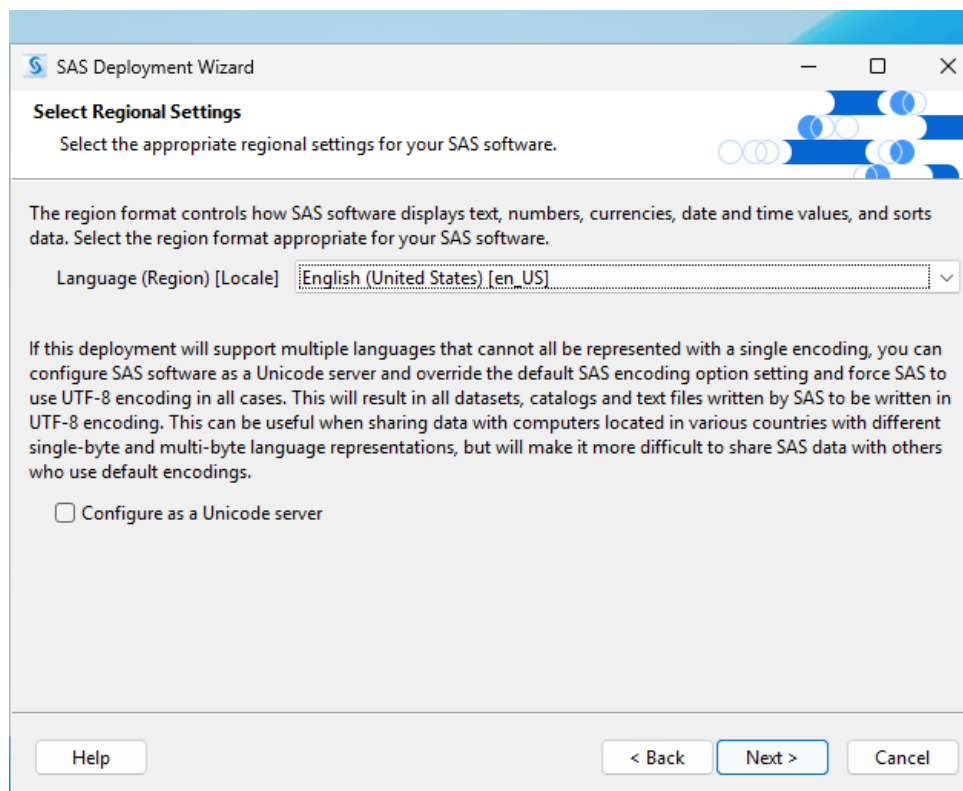 SAS Deployment Wizard
Select Regional Settings
Select the appropriate regional settings for your SAS software.
The region format controls how SAS software displays text, numbers, currencies, date and time values, and sorts
data. Select the region format appropriate for your SAS software.
Language (Region) [Locale] English (United States) [en_US]
If this deployment will support multiple languages that cannot all be represented with a single encoding, you can
configure SAS software as a Unicode server and override the default SAS encoding option setting and force SAS to
use UTF-8 encoding in all cases. This will result in all datasets, catalogs and text files written by SAS to be written in
UTF-8 encoding. This can be useful when sharing data with computers located in various countries with different
single-byte and multi-byte language representations, but will make it more difficult to share SAS data with others
who use default encodings.
Configure as a Unicode server
Help < Back Next > Cancel